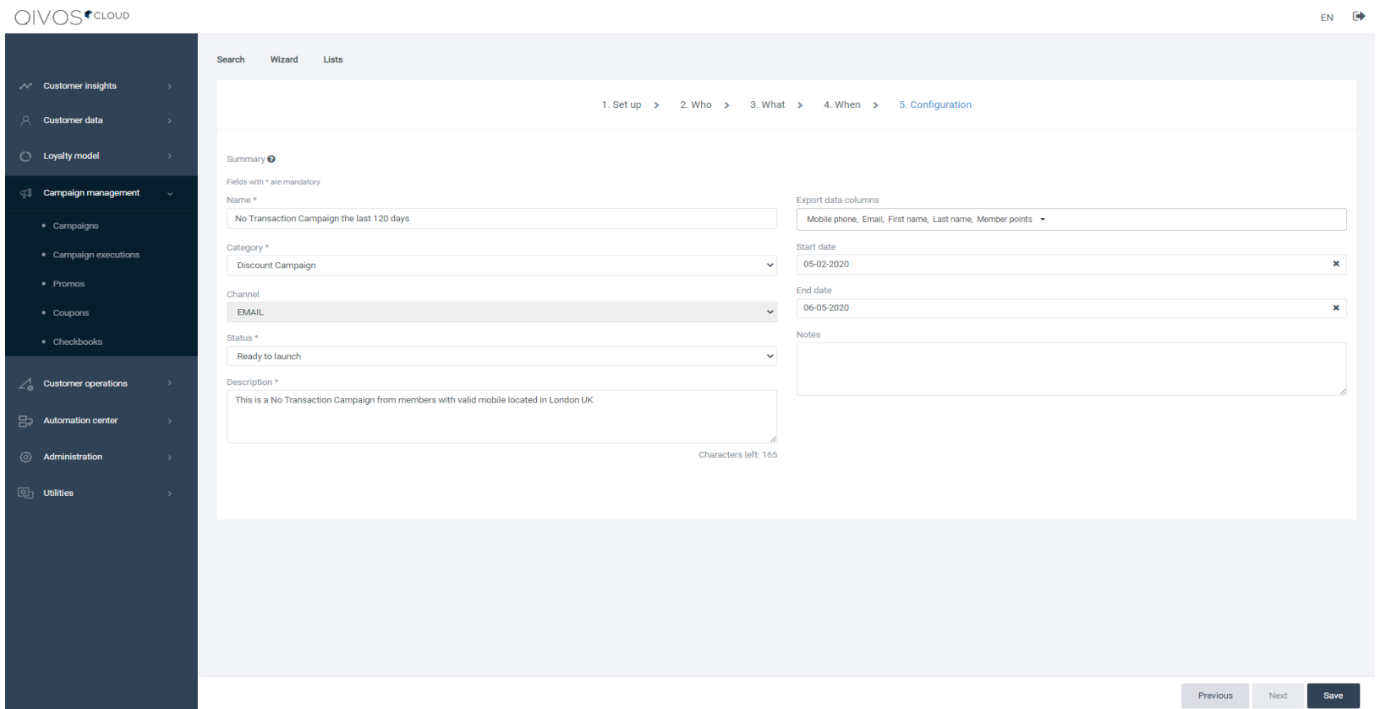 QIVOS CLOUD
EN
Search Wizard Lists
Customer insights
Customer data
Loyalty model
Campaign management
Campaigns
Campaign executions
Promos
Coupons
Checkbooks
Customer operations
Automation center
Administration
Utilities
1. Set up > 2. Who > 3. What > 4. When > 5. Configuration
Summary
Fields with * are mandatory
Name *
No Transaction Campaign the last 120 days
Category *
Discount Campaign
Channel
EMAIL
Status *
Ready to launch
Description *
This is a No Transaction Campaign from members with valid mobile located in London UK
Characters left: 165
Export data columns
Mobile phone, Email, First name, Last name, Member points
Start date
05-02-2020
End date
06-05-2020
Notes
Previous Next Save